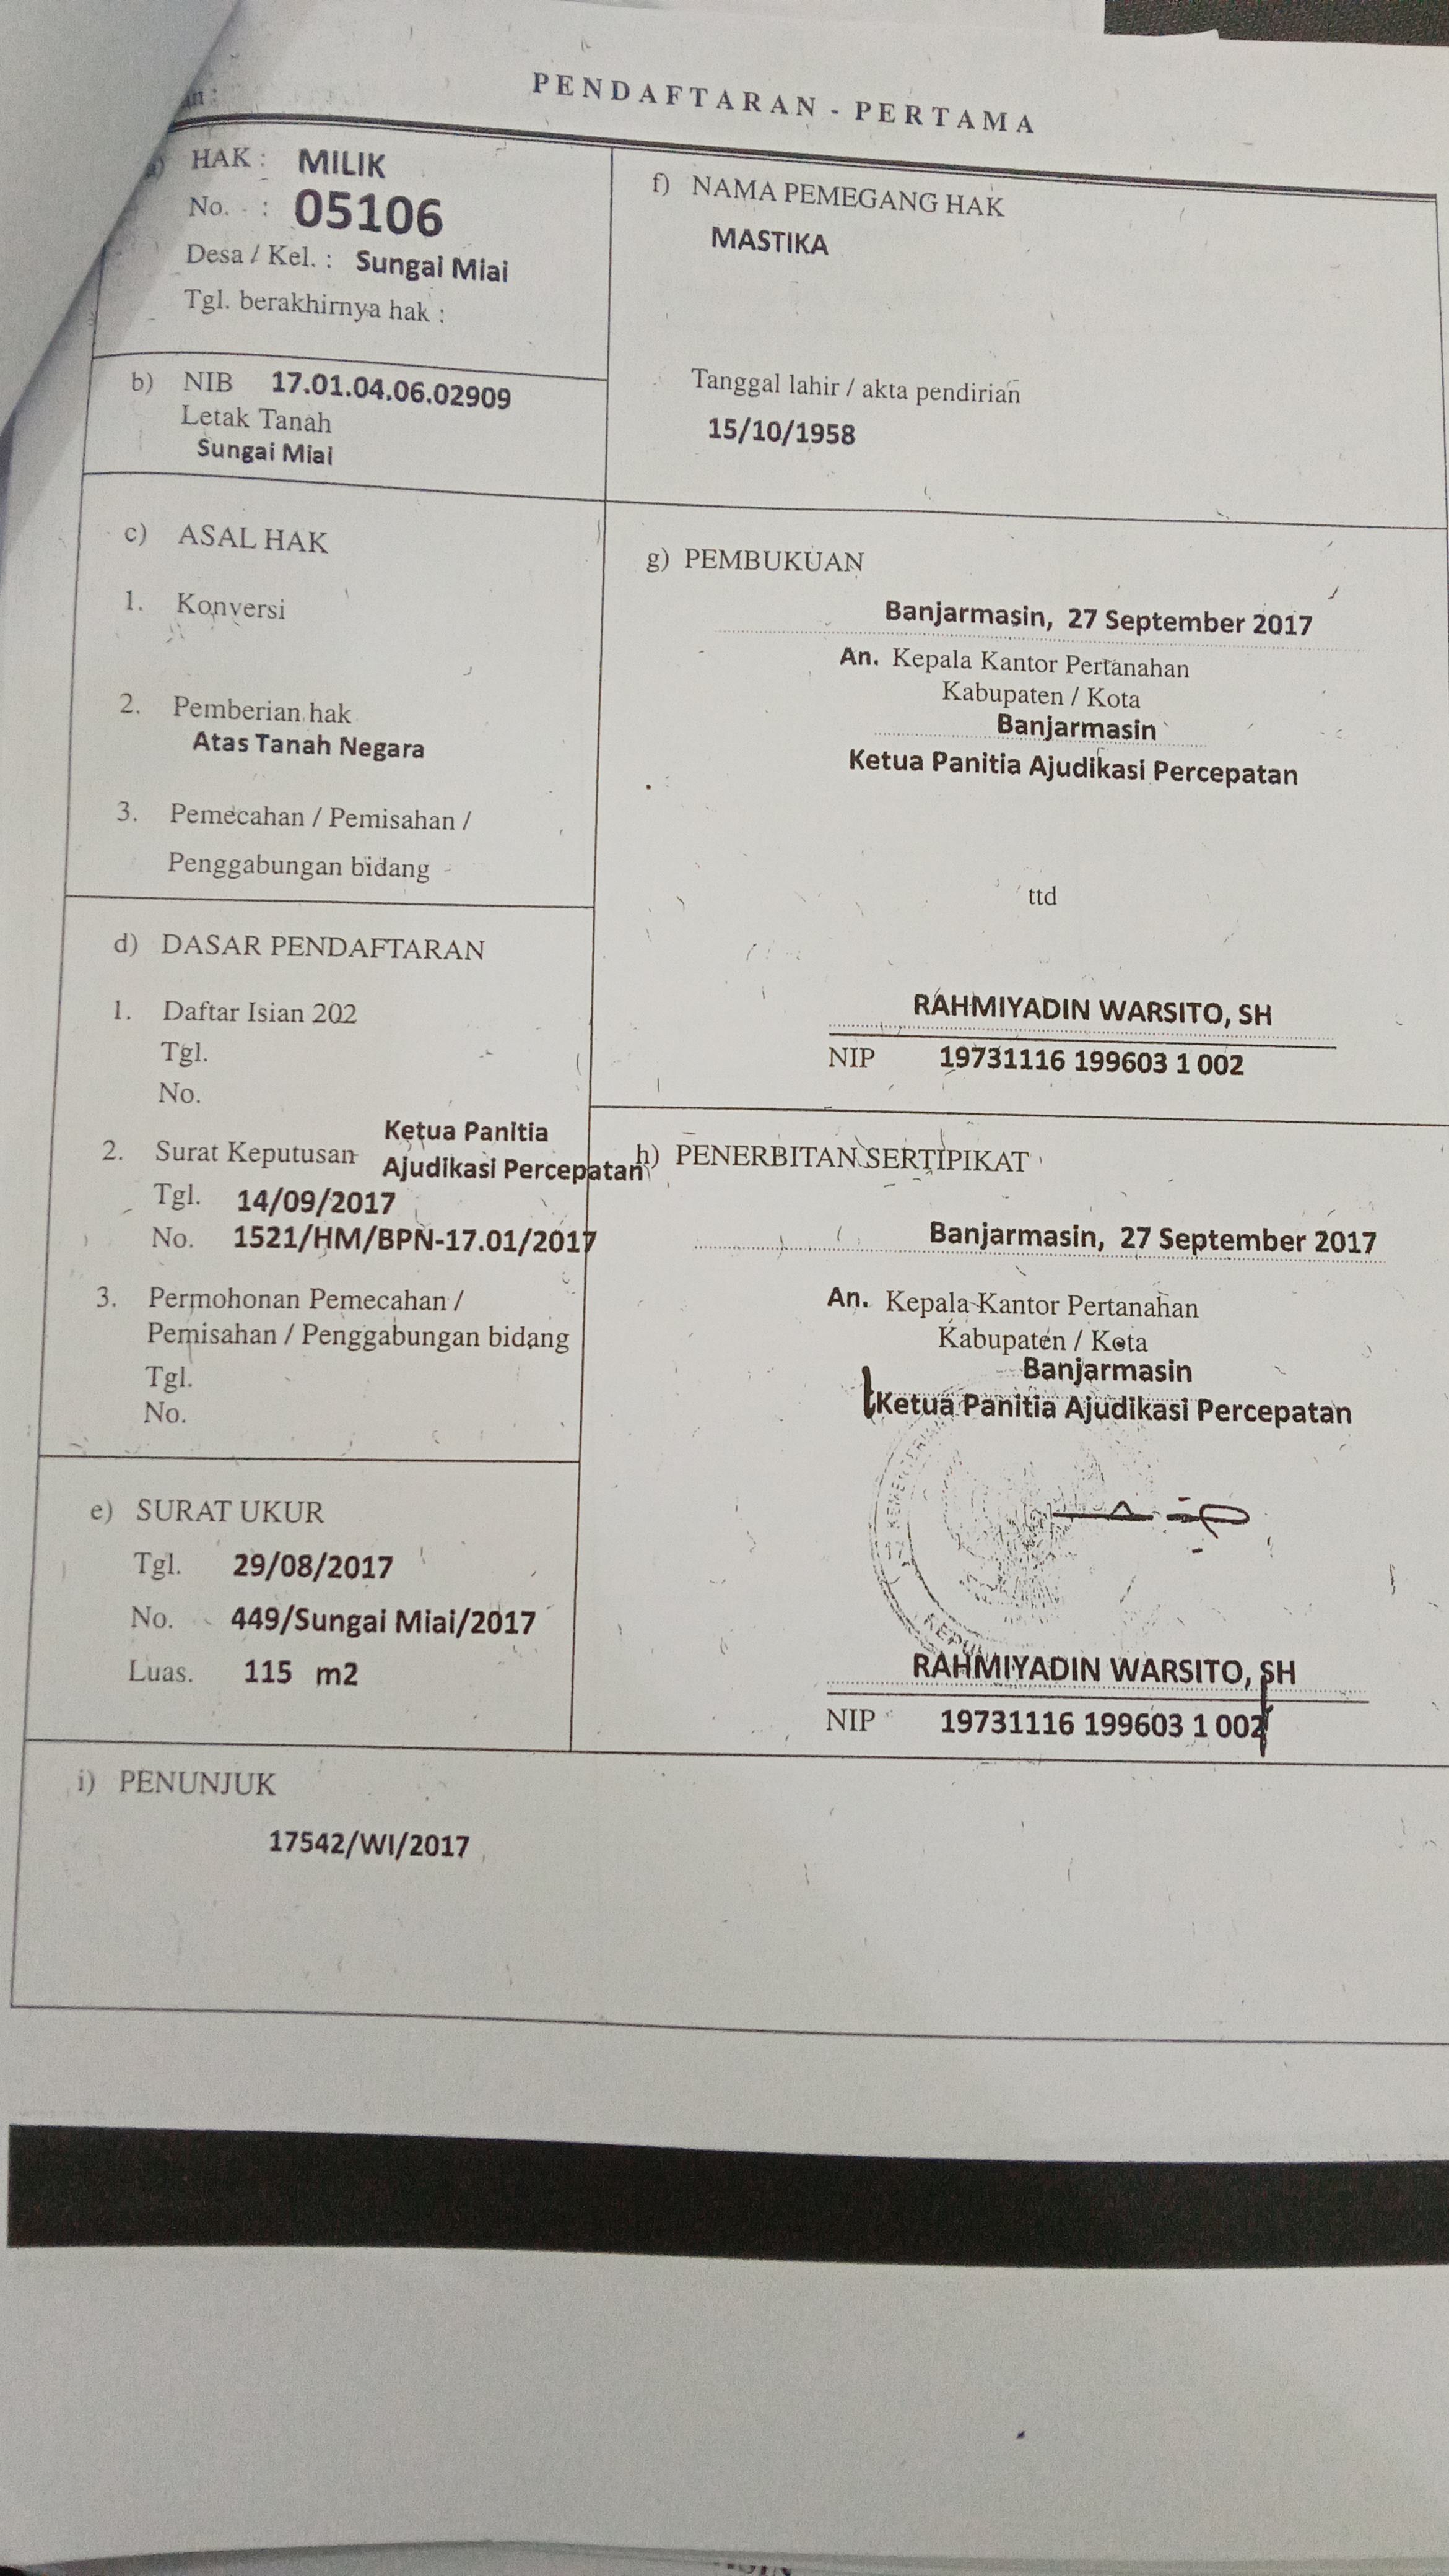 PENDAFTARAN - PERTAMA
HAK : MILIK
No. : 05106
Desa / Kel. : Sungai Miai
Tgl. berakhirnya hak :
b) NIB 17.01.04.06.02909
Letak Tanah
Sungai Miai
c) ASAL HAK
1. Konversi
2. Pemberian hak
Atas Tanah Negara
3. Pemecahan / Pemisahan /
Penggabungan bidang
d) DASAR PENDAFTARAN
1. Daftar Isian 202
Tgl.
No.
2. Surat Keputusan Ketua Panitia
Ajudikasi Percepatan
Tgl. 14/09/2017
No. 1521/HM/BPN-17.01/2017
3. Permohonan Pemecahan /
Pemisahan / Penggabungan bidang
Tgl.
No.
e) SURAT UKUR
Tgl. 29/08/2017
No. 449/Sungai Miai/2017
Luas. 115 m2
f) NAMA PEMEGANG HAK
MASTIKA
Tanggal lahir / akta pendirian
15/10/1958
g) PEMBUKUAN
Banjarmasin, 27 September 2017
An. Kepala Kantor Pertanahan
Kabupaten / Kota
Banjarmasin
Ketua Panitia Ajudikasi Percepatan
ttd
RAHMIYADIN WARSITO, SH
NIP 19731116 199603 1 002
h) PENERBITAN SERTIPIKAT
Banjarmasin, 27 September 2017
An. Kepala Kantor Pertanahan
Kabupaten / Kota
Banjarmasin
Ketua Panitia Ajudikasi Percepatan
RAHMIYADIN WARSITO, SH
NIP 19731116 199603 1 002
i) PENUNJUK
17542/WI/2017